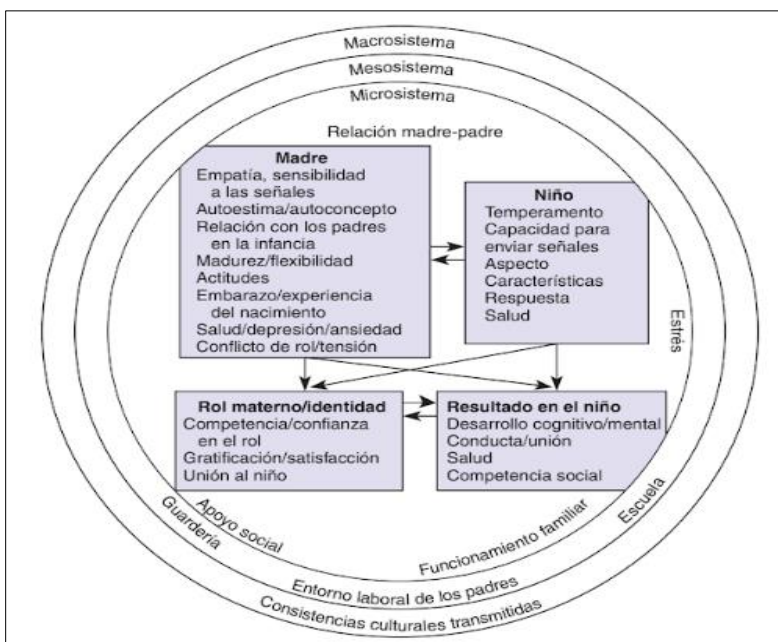 Macrosistema
Mesosistema
Microsistema
Relación madre-padre
Madre
Empatía, sensibilidad
a las señales
Autoestima/autoconcepto
Relación con los padres
en la infancia
Madurez/flexibilidad
Actitudes
Embarazo/experiencia
del nacimiento
Salud/depresión/ansiedad
Conflicto de rol/tensión
Niño
Temperamento
Capacidad para
enviar señales
Aspecto
Características
Respuesta
Salud
Estrés
Rol materno/identidad
Competencia/confianza
en el rol
Gratificación/satisfacción
Unión al niño
Resultado en el niño
Desarrollo cognitivo/mental
Conducta/unión
Salud
Competencia social
Apoyo social
Funcionamiento familiar
Guardería
Escuela
Entorno laboral de los padres
Consistencias culturales transmitidas